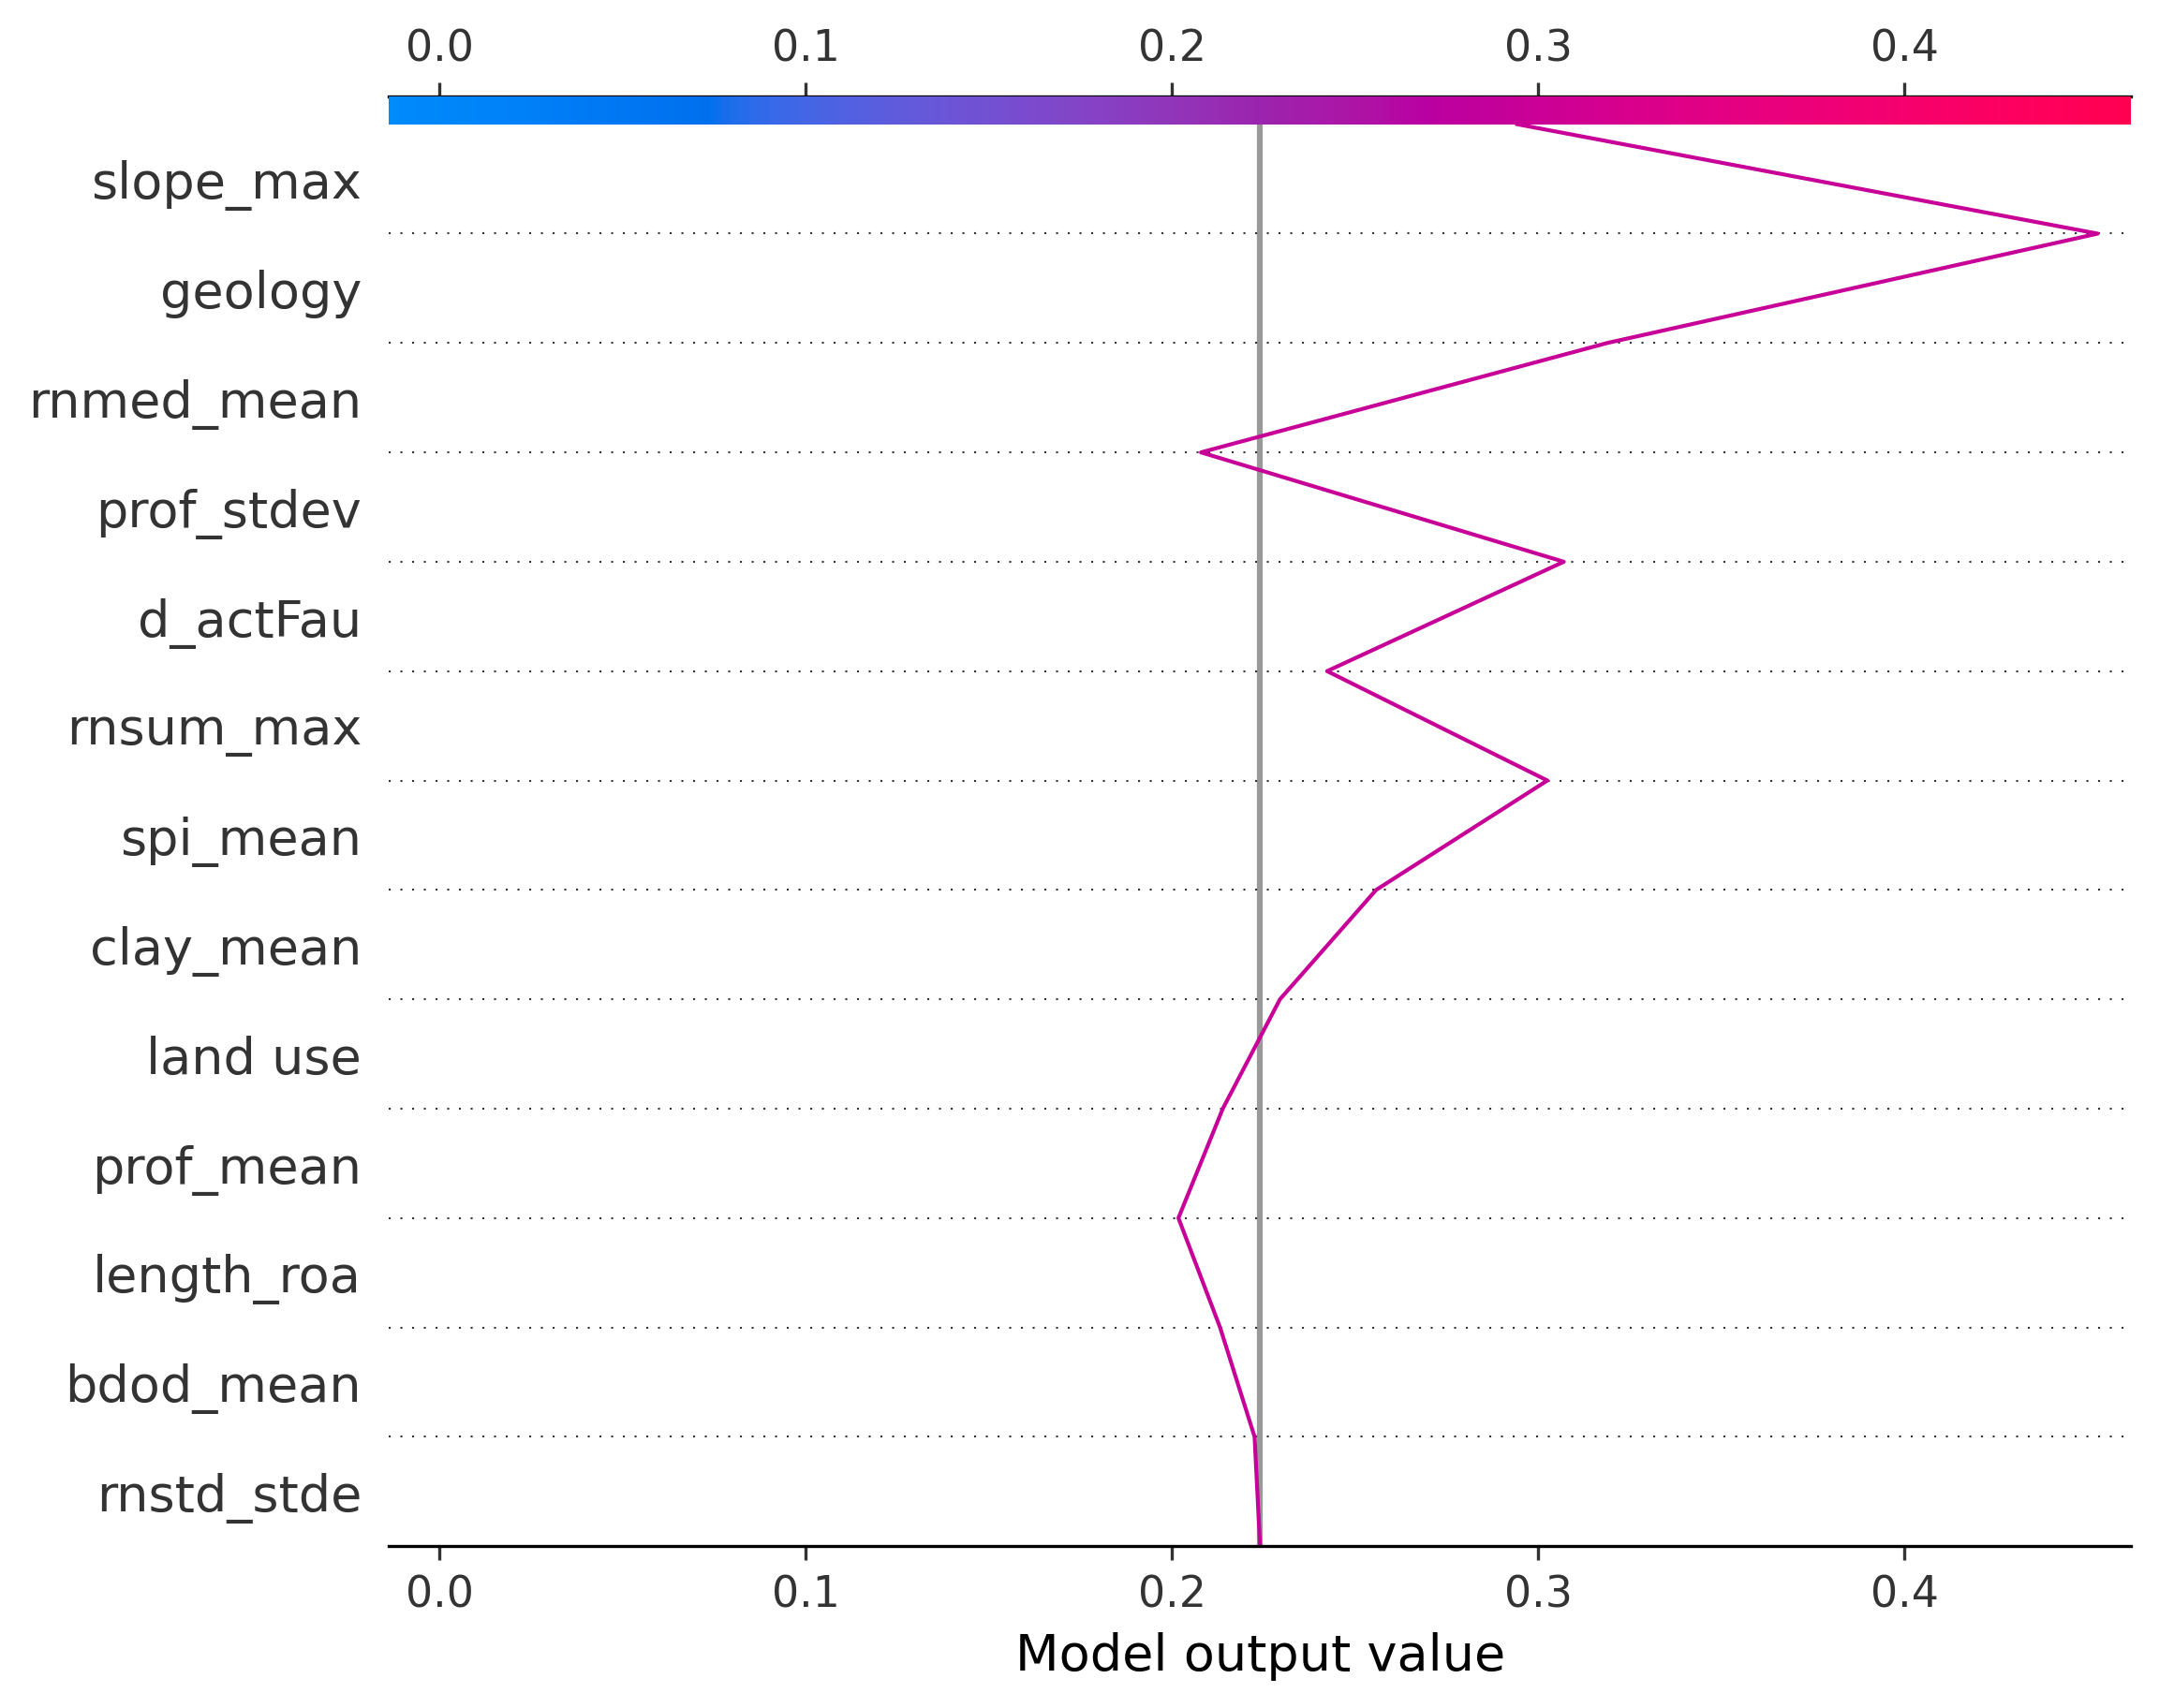 0.0 0.1 0.2 0.3 0.4
slope_max
geology
rnmed_mean
prof_stdev
d_actFau
rnsum_max
spi_mean
clay_mean
land use
prof_mean
length_roa
bdod_mean
rnstd_stde
0.0 0.1 0.2 0.3 0.4
Model output value